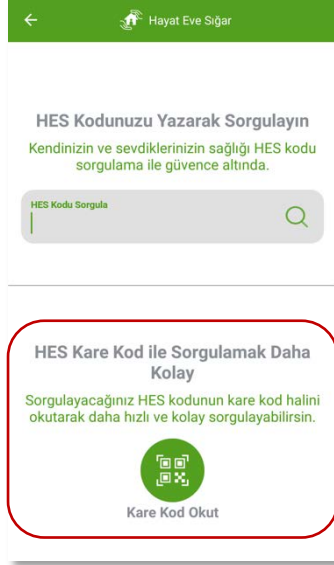 Hayat Eve Sığar
HES Kodunuzu Yazarak Sorgulayın
Kendinizin ve sevdiklerinizin sağlığı HES kodu
sorgulama ile güvence altında.
HES Kodu Sorgula
HES Kare Kod ile Sorgulamak Daha
Kolay
Sorgulayacağınız HES kodunun kare kod halini
okutarak daha hızlı ve kolay sorgulayabilirsin.
Kare Kod Okut